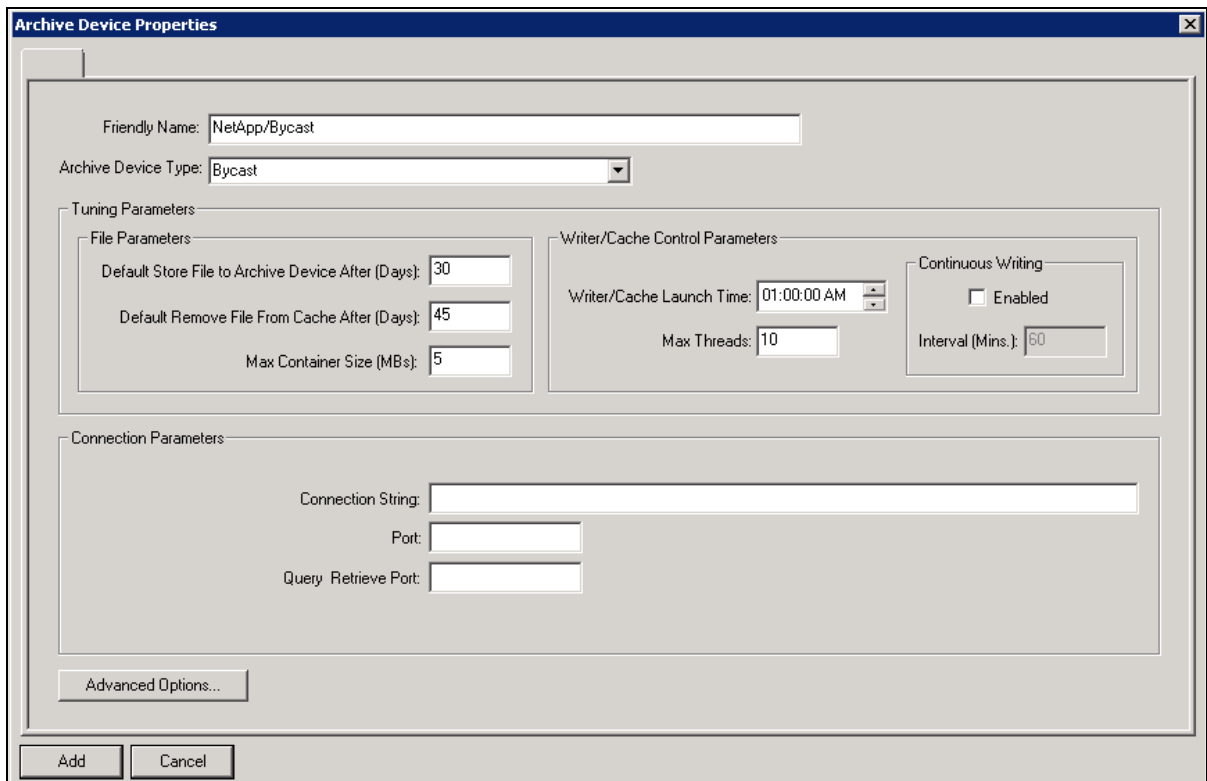 Archive Device Properties
Friendly Name: NetApp/Bycast
Archive Device Type: Bycast
Tuning Parameters
File Parameters
Default Store File to Archive Device After (Days): 30
Default Remove File From Cache After (Days): 45
Max Container Size (MBs): 5
Writer/Cache Control Parameters
Writer/Cache Launch Time: 01:00:00 AM
Max Threads: 10
Continuous Writing
Enabled
Interval (Mins.): 60
Connection Parameters
Connection String:
Port:
Query Retrieve Port:
Advanced Options...
Add Cancel